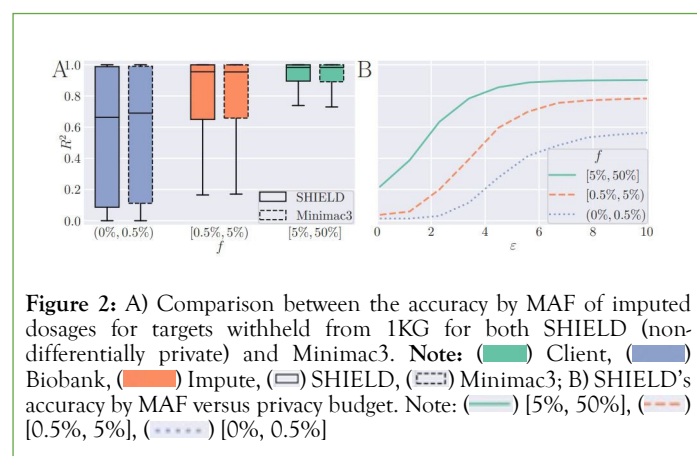 A
B
1.0
0.8
0.6
0.4
0.2
0.0
R²
SHIELD
Minimac3
(0%, 0.5%) [0.5%, 5%) [5%, 50%]
f
f
[5%, 50%]
[0.5%, 5%)
(0%, 0.5%)
0 2 4 6 8 10
ε
Figure 2: A) Comparison between the accuracy by MAF of imputed
dosages for targets withheld from 1KG for both SHIELD (non-
differentially private) and Minimac3. Note: ( ) Client, ( )
Biobank, ( ) Impute, ( ) SHIELD, ( ) Minimac3; B) SHIELD's
accuracy by MAF versus privacy budget. Note: ( ) [5%, 50%], ( )
[0.5%, 5%], ( ) [0%, 0.5%]